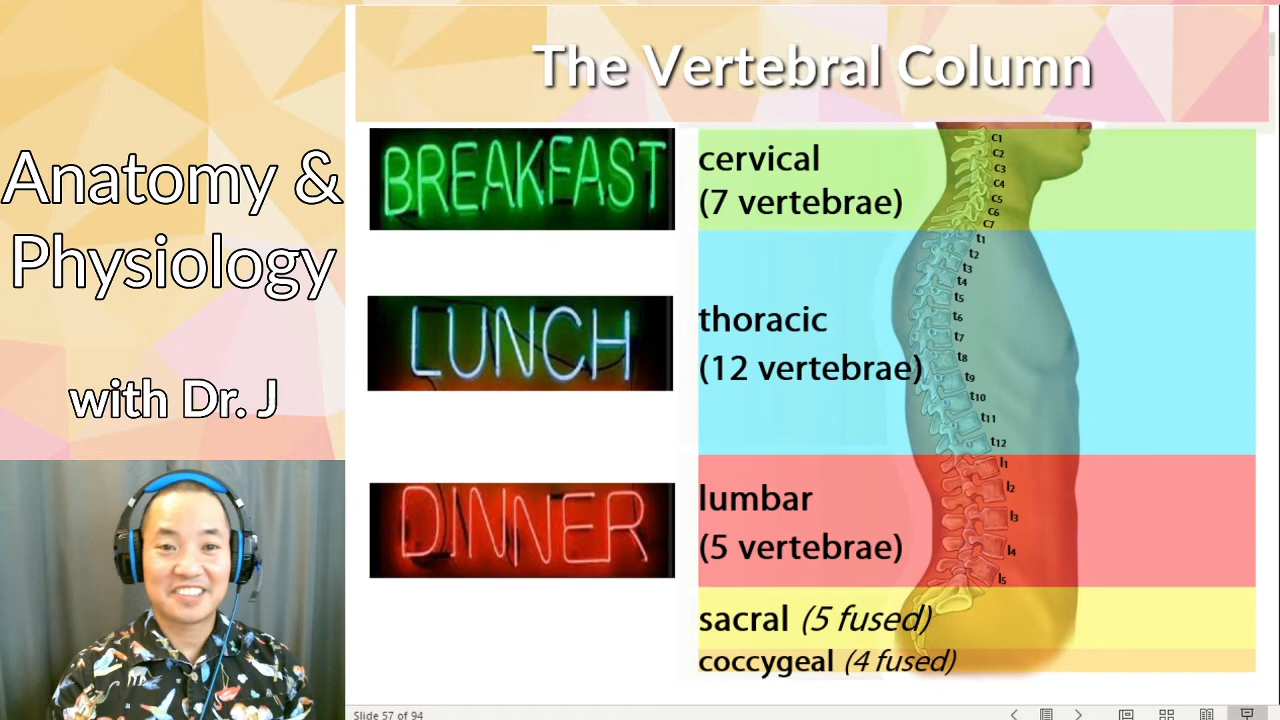 The Vertebral Column
Anatomy &
Physiology
with Dr. J
BREAKFAST
cervical
(7 vertebrae)
LUNCH
thoracic
(12 vertebrae)
DINNER
lumbar
(5 vertebrae)
sacral (5 fused)
coccygeal (4 fused)
C1
C2
C3
C4
C5
C6
C7
t1
t2
t3
t4
t5
t6
t7
t8
t9
t10
t11
t12
l1
l2
l3
l4
l5
Slide 57 of 94